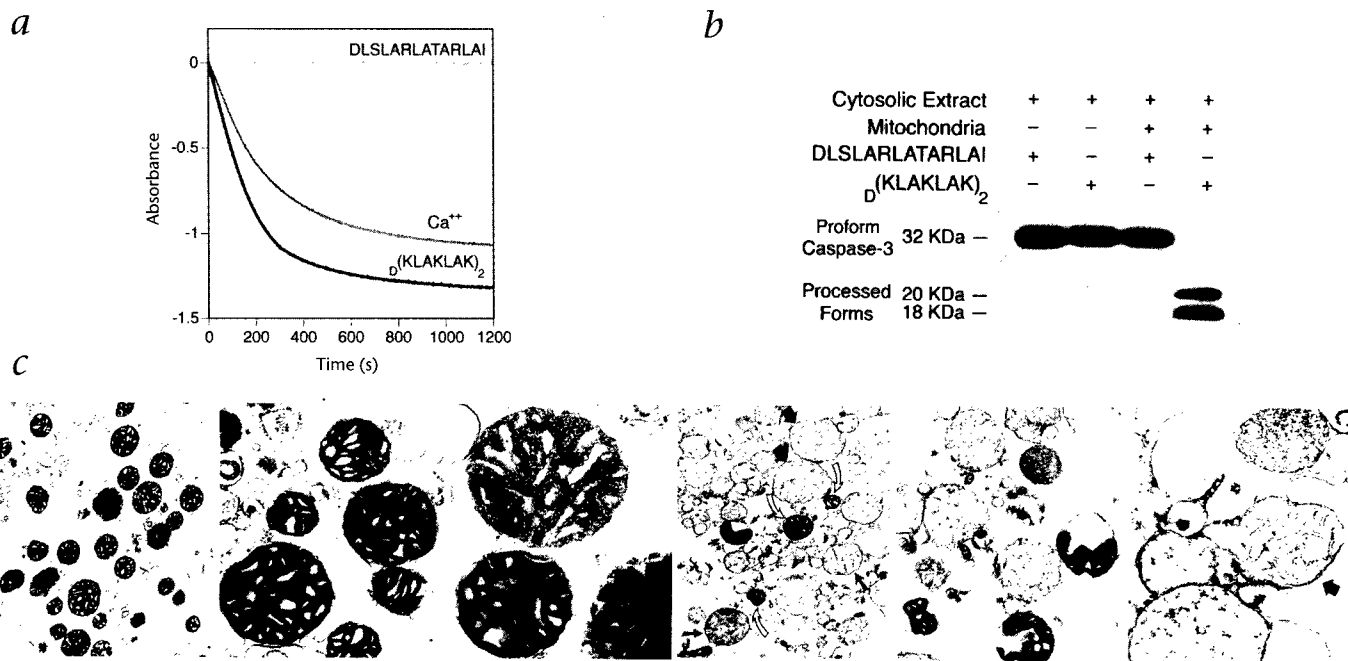 a
DLSLARLATARLAI
0
-0.5
-1
-1.5
Absorbance
Ca++
D(KLAKLAK)2
0 200 400 600 800 1000 1200
Time (s)
b
Cytosolic Extract + + + +
Mitochondria − − + +
DLSLARLATARLAI + − + −
D(KLAKLAK)2 − + − +
Proform
Caspase-3 32 KDa −
Processed
Forms
20 KDa −
18 KDa −
c